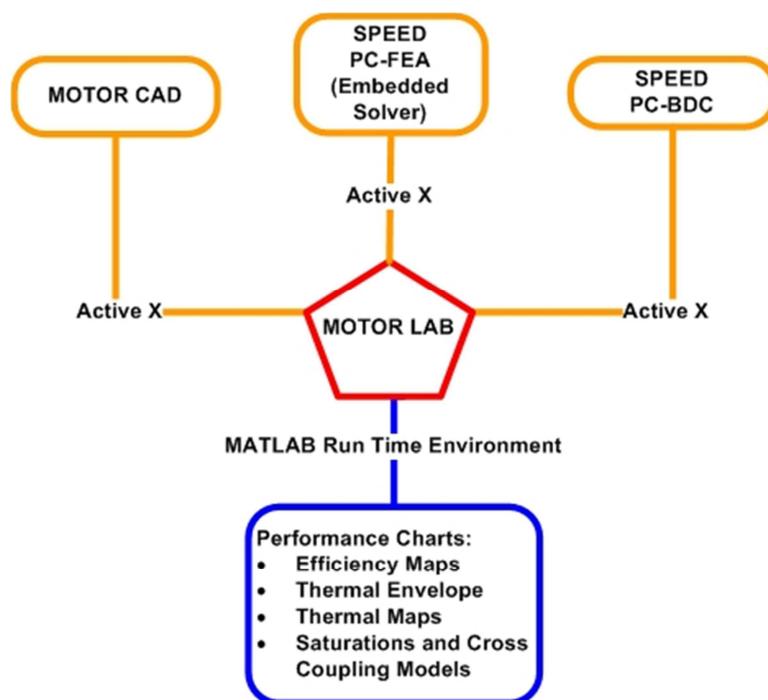 SPEED
PC-FEA
(Embedded
Solver)
MOTOR CAD
SPEED
PC-BDC
Active X
Active X
Active X
MOTOR LAB
MATLAB Run Time Environment
Performance Charts:
• Efficiency Maps
• Thermal Envelope
• Thermal Maps
• Saturations and Cross
Coupling Models